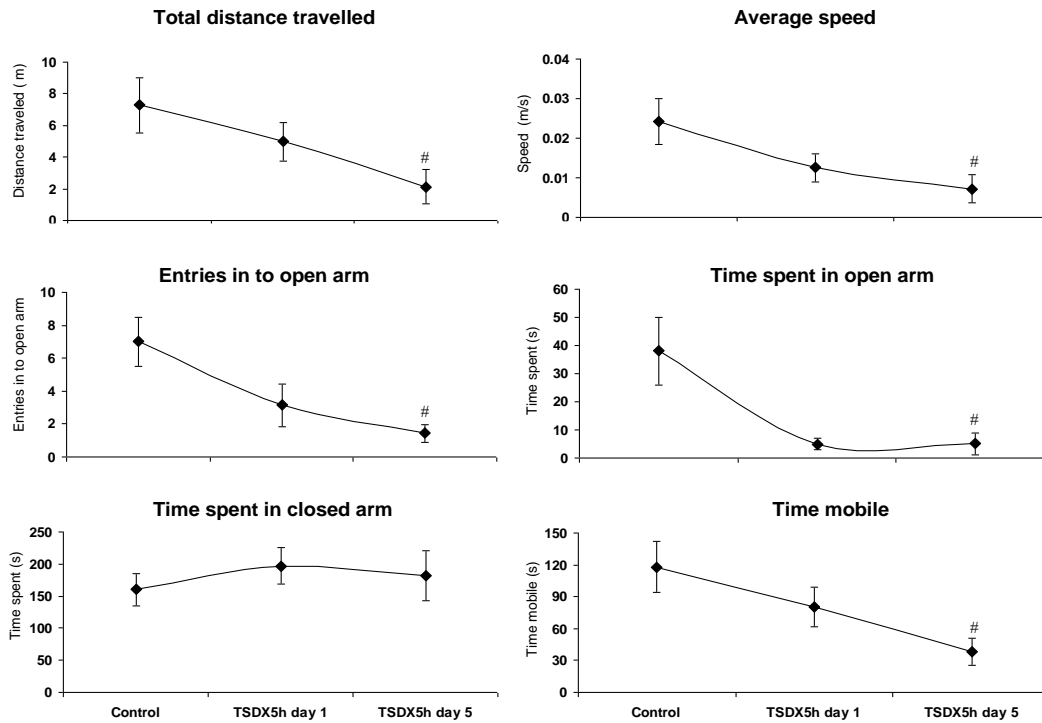 Total distance travelled
Distance traveled ( m)
10
8
6
4
2
0
#
Average speed
Speed (m/s)
0.04
0.03
0.02
0.01
0
#
Entries in to open arm
Entries in to open arm
10
8
6
4
2
0
#
Time spent in open arm
Time spent (s)
60
50
40
30
20
10
0
#
Time spent in closed arm
Time spent (s)
250
200
150
100
50
0
Control
TSDX5h day 1
TSDX5h day 5
Time mobile
Time mobile (s)
150
120
90
60
30
0
#
Control
TSDX5h day 1
TSDX5h day 5